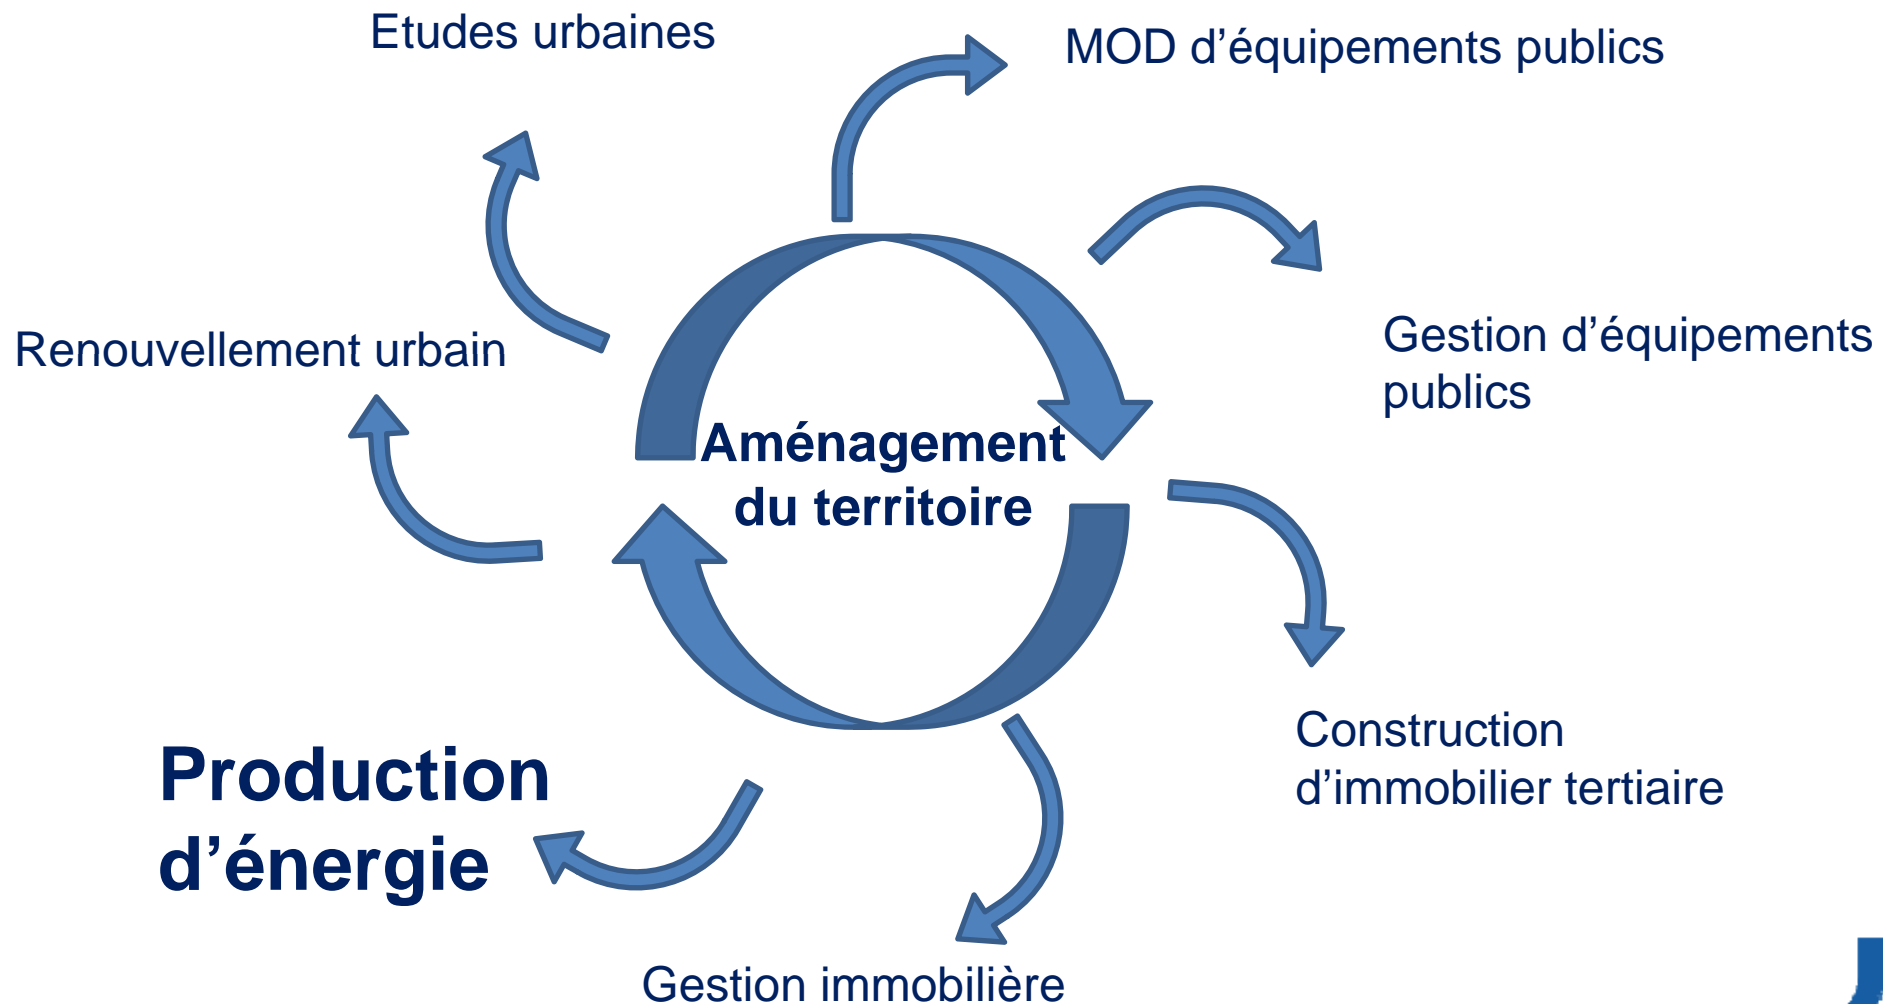 Etudes urbaines
MOD d’équipements publics
Renouvellement urbain
Gestion d’équipements
publics
Aménagement
du territoire
Construction
d’immobilier tertiaire
Production
d’énergie
Gestion immobilière